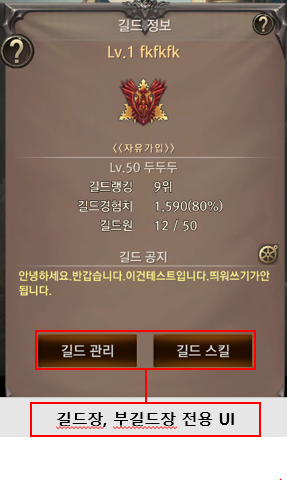 길드 정보
?
?
Lv.1 fkfkfk
<<자유가입>>
Lv.50 두두두
길드랭킹 9위
길드경험치 1,590(80%)
길드원 12 / 50
길드 공지
안녕하세요.반갑습니다.이건테스트입니다.띄워쓰기가안
됩니다.
길드 관리 길드 스킬
길드장, 부길드장 전용 UI